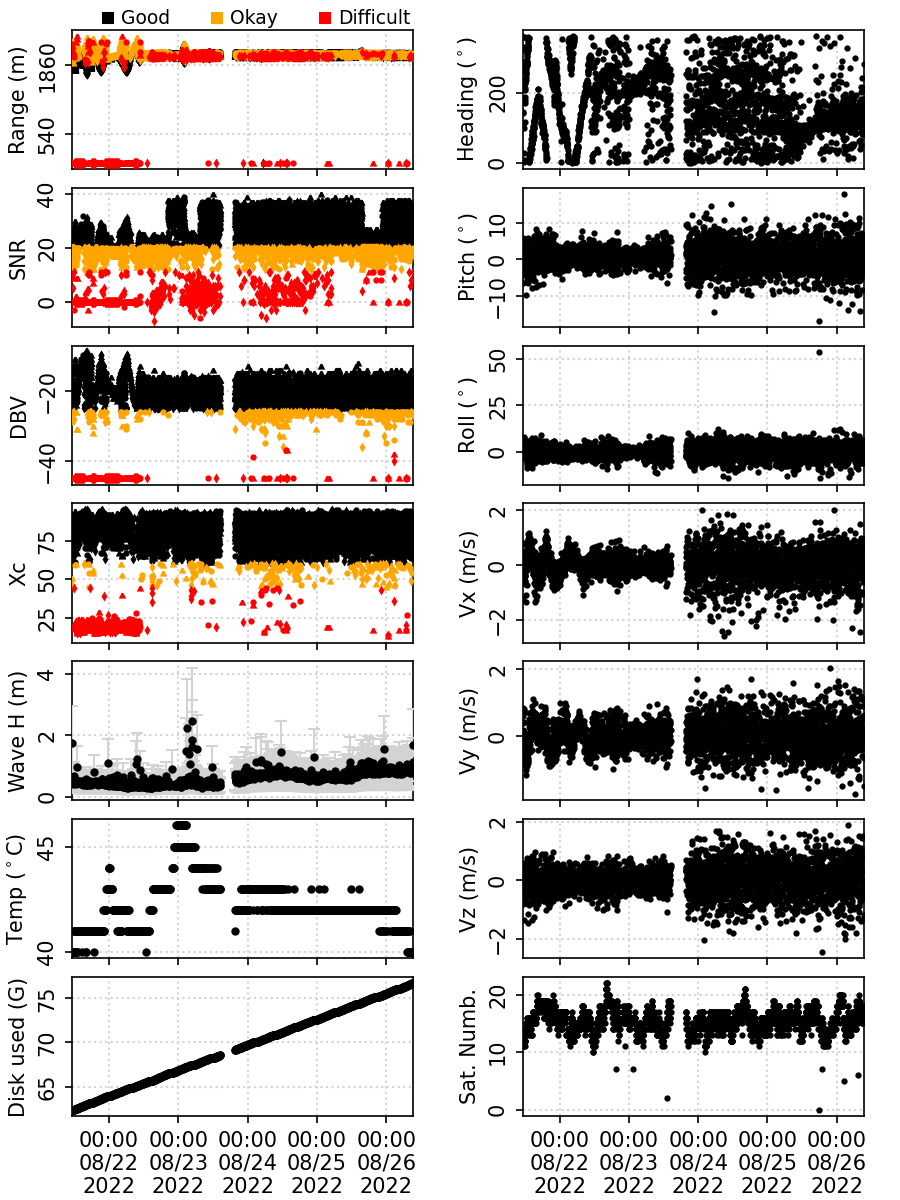 Good Okay Difficult
Range (m)
1860
540
Heading (°)
200
0
SNR
40
20
0
Pitch (°)
10
0
−10
DBV
−20
−40
Roll (°)
50
25
0
Xc
75
50
25
Vx (m/s)
2
0
−2
Wave H (m)
4
2
0
Vy (m/s)
2
0
Temp (°C)
45
40
Vz (m/s)
2
0
−2
Disk used (G)
75
70
65
Sat. Numb.
20
10
0
00:00 00:00 00:00 00:00 00:00
08/22 08/23 08/24 08/25 08/26
2022 2022 2022 2022 2022
00:00 00:00 00:00 00:00 00:00
08/22 08/23 08/24 08/25 08/26
2022 2022 2022 2022 2022